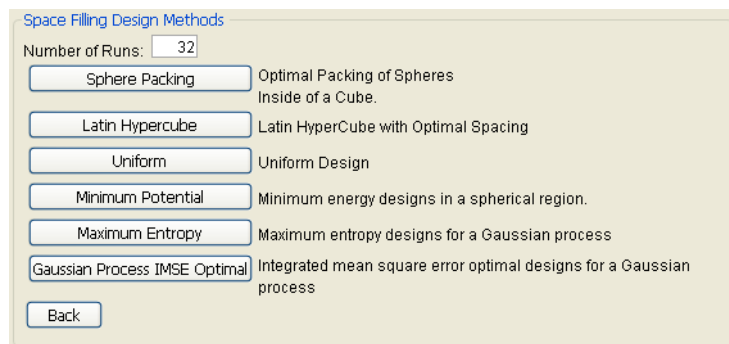 Space Filling Design Methods
Number of Runs: 32
Sphere Packing Optimal Packing of Spheres
Inside of a Cube.
Latin Hypercube Latin HyperCube with Optimal Spacing
Uniform Uniform Design
Minimum Potential Minimum energy designs in a spherical region.
Maximum Entropy Maximum entropy designs for a Gaussian process
Gaussian Process IMSE Optimal Integrated mean square error optimal designs for a Gaussian
process
Back